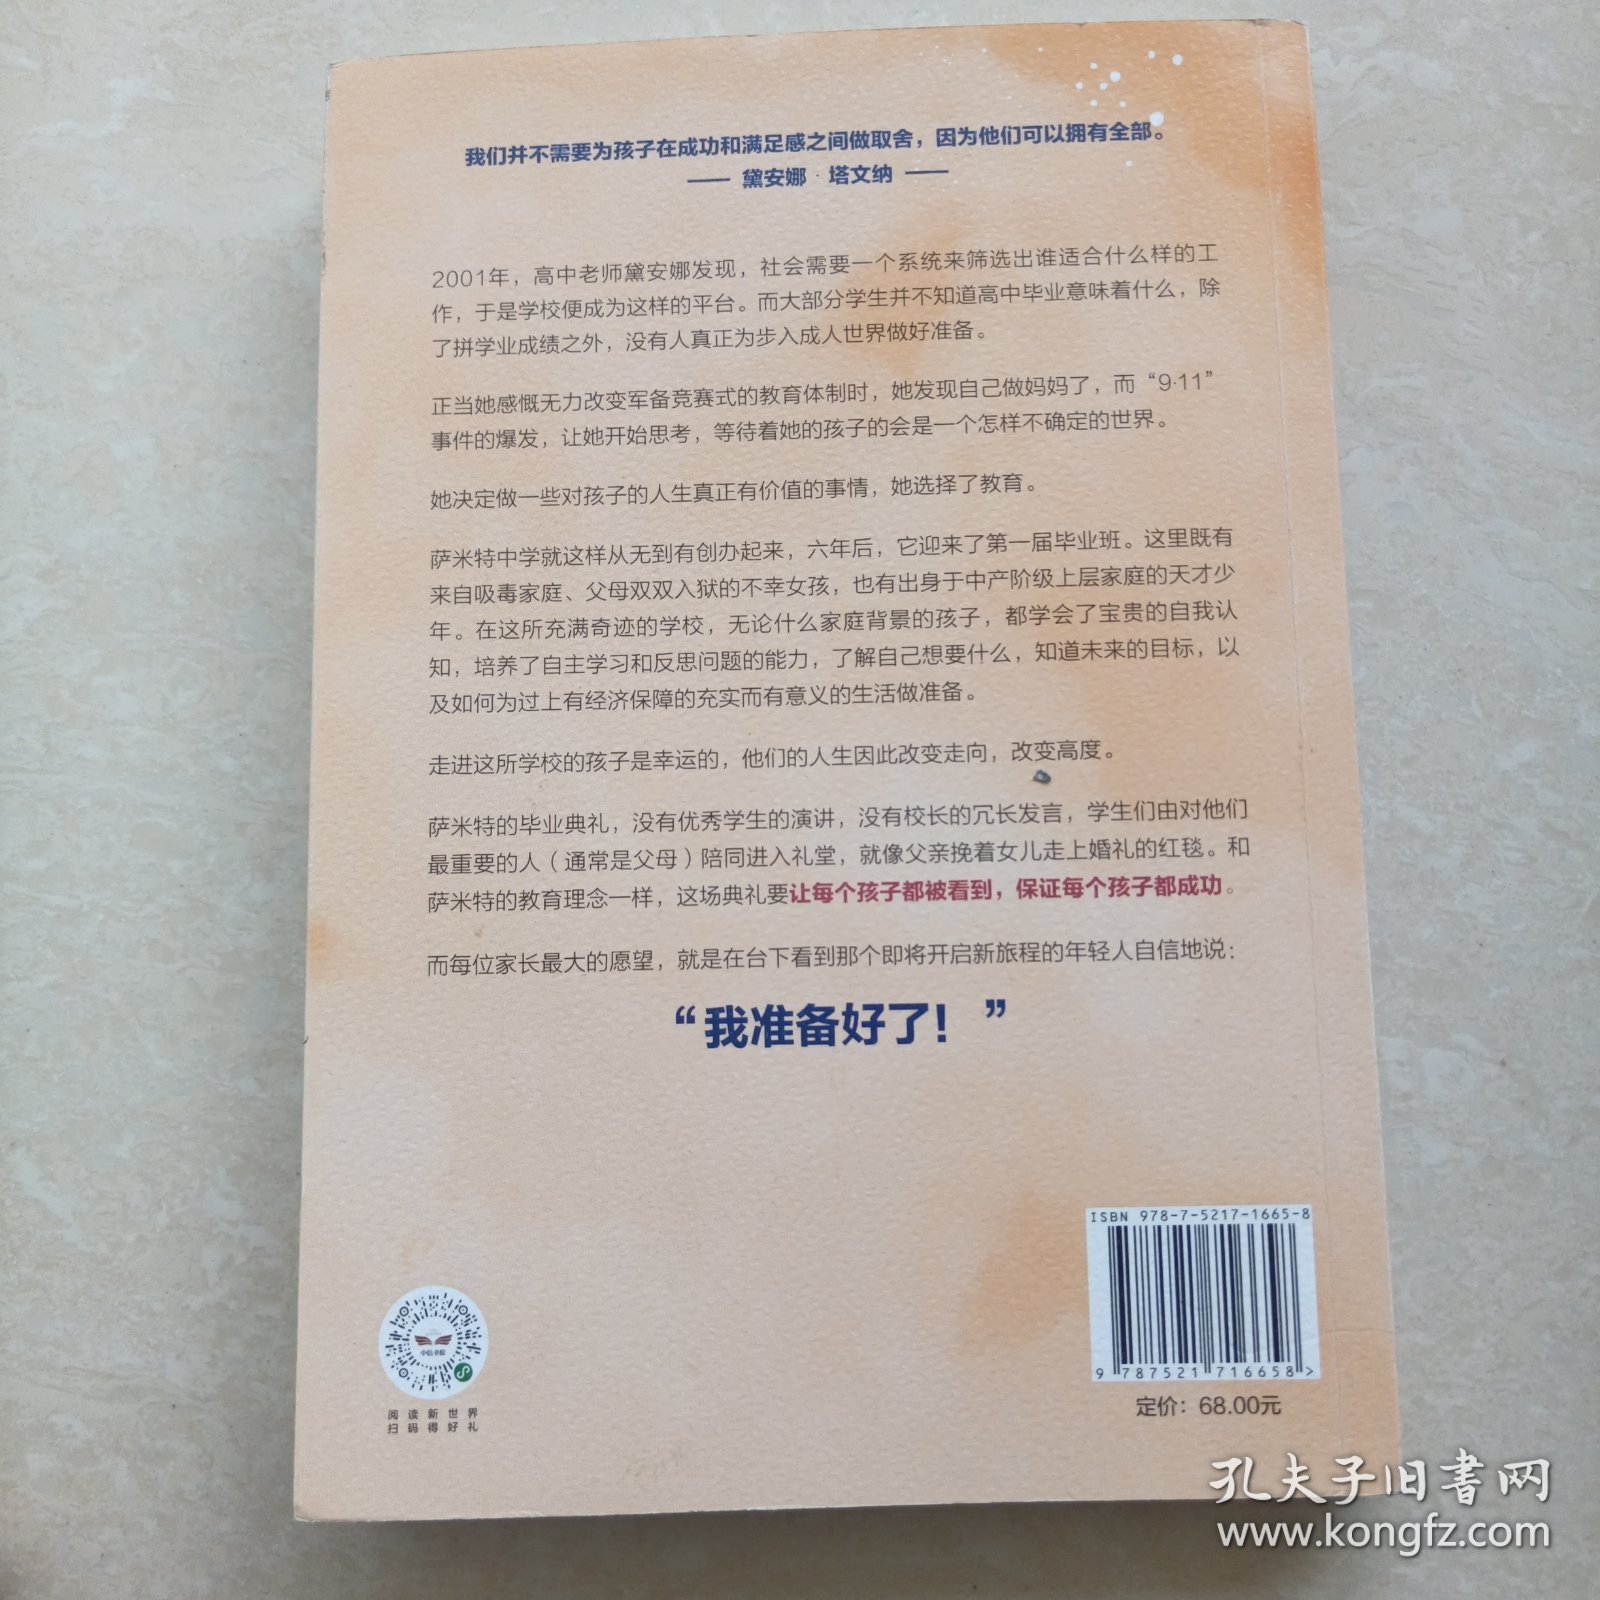 我们并不需要为孩子在成功和满足感之间做取舍，因为他们可以拥有全部。
—— 黛安娜·塔文纳 ——
2001年，高中老师黛安娜发现，社会需要一个系统来筛选出谁适合什么样的工
作，于是学校便成为这样的平台。而大部分学生并不知道高中毕业意味着什么，除
了拼学业成绩之外，没有人真正为步入成人世界做好准备。
正当她感慨无力改变军备竞赛式的教育体制时，她发现自己做妈妈了，而“9·11”
事件的爆发，让她开始思考，等待着她的孩子的会是一个怎样不确定的世界。
她决定做一些对孩子的人生真正有价值的事情，她选择了教育。
萨米特中学就这样从无到有创办起来，六年后，它迎来了第一届毕业班。这里既有
来自吸毒家庭、父母双双入狱的不幸女孩，也有出身于中产阶级上层家庭的天才少
年。在这所充满奇迹的学校，无论什么家庭背景的孩子，都学会了宝贵的自我认
知，培养了自主学习和反思问题的能力，了解自己想要什么，知道未来的目标，以
及如何为过上有经济保障的充实而有意义的生活做准备。
走进这所学校的孩子是幸运的，他们的人生因此改变走向，改变高度。
萨米特的毕业典礼，没有优秀学生的演讲，没有校长的冗长发言，学生们由对他们
最重要的人（通常是父母）陪同进入礼堂，就像父亲挽着女儿走上婚礼的红毯。和
萨米特的教育理念一样，这场典礼要让每个孩子都被看到，保证每个孩子都成功。
而每位家长最大的愿望，就是在台下看到那个即将开启新旅程的年轻人自信地说：
“我准备好了！”
ISBN 978-7-5217-1665-8
9 787521 716658 >
定价：68.00元
中信书院
阅读新世界
扫码得好礼
孔夫子旧书网
www.kongfz.com